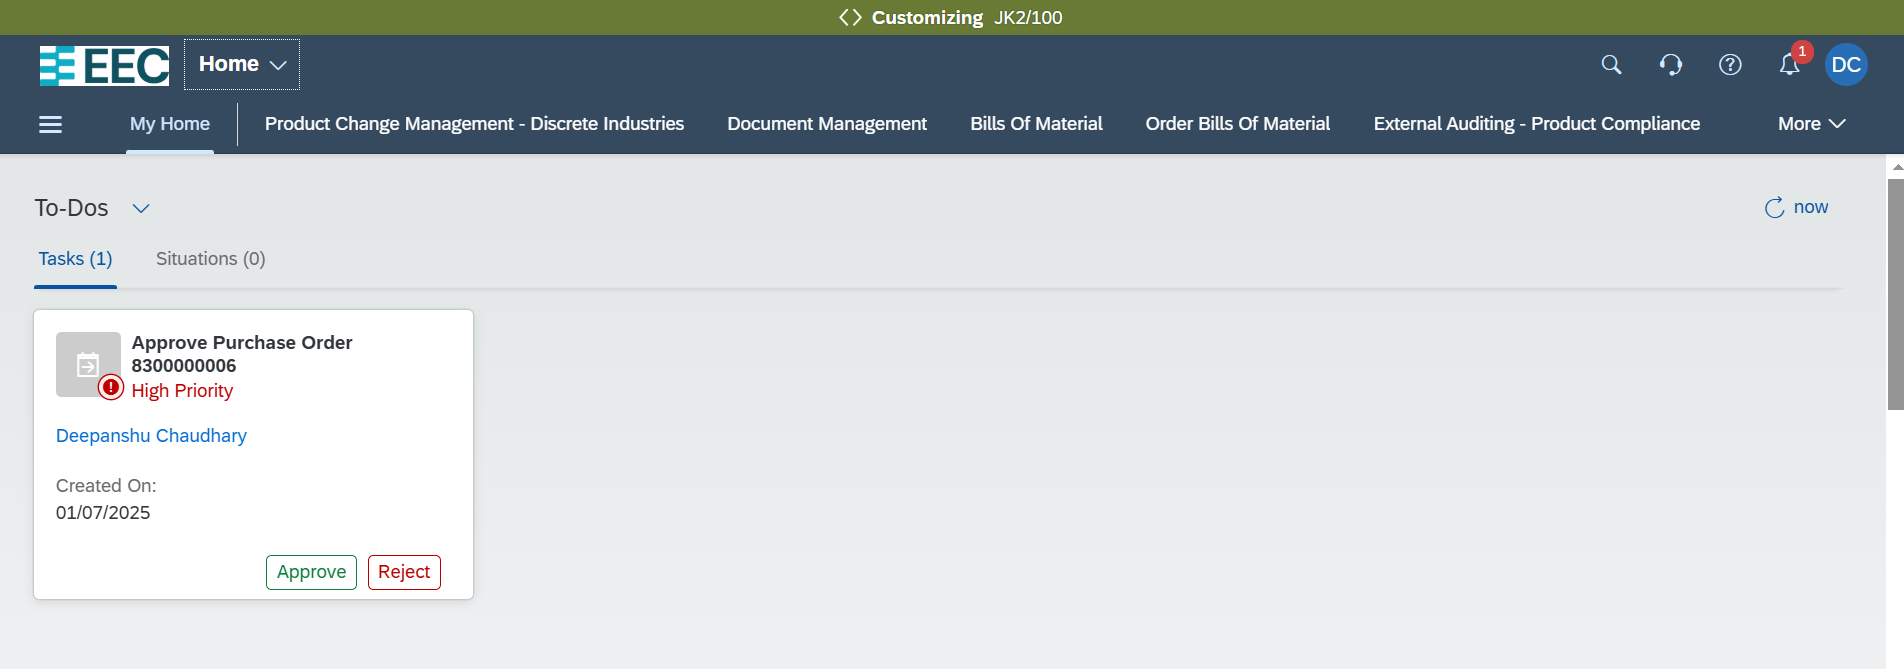 Customizing JK2/100
EEC Home
1
DC
My Home Product Change Management - Discrete Industries Document Management Bills Of Material Order Bills Of Material External Auditing - Product Compliance More
To-Dos
now
Tasks (1) Situations (0)
Approve Purchase Order
8300000006
High Priority
Deepanshu Chaudhary
Created On:
01/07/2025
Approve Reject